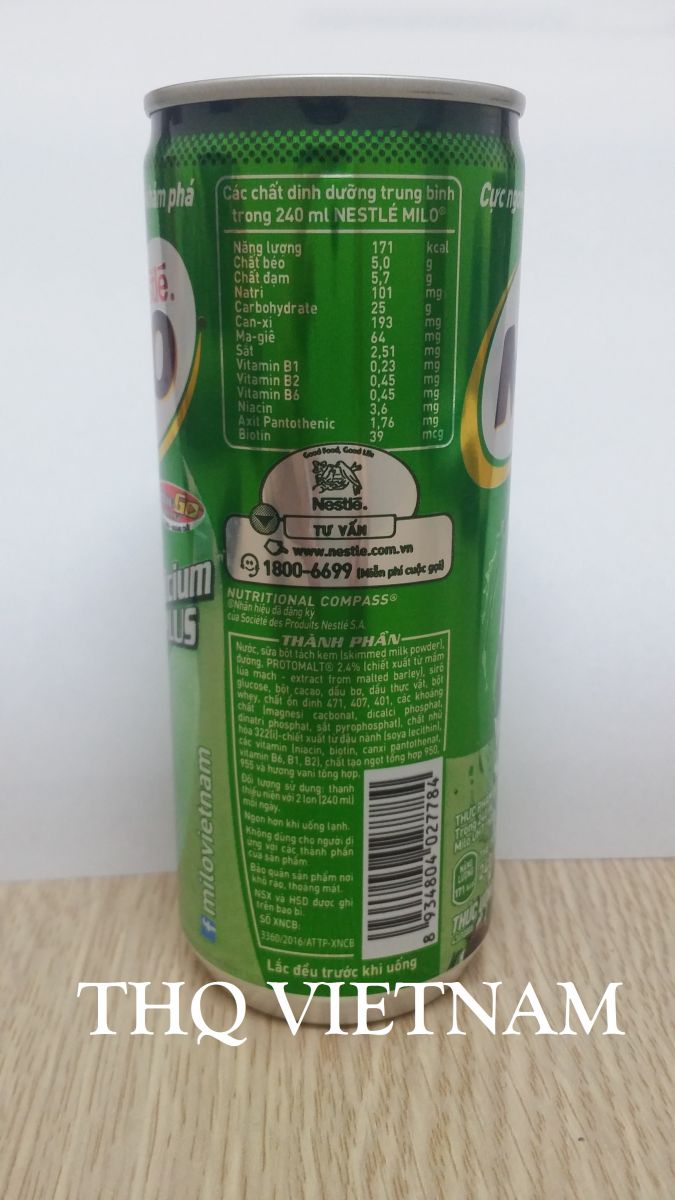 Các chất dinh dưỡng trung bình
trong 240 ml NESTLÉ MILO®
Năng lượng 171 kcal
Chất béo 5,0 g
Chất đạm 5,7 g
Natri 101 mg
Carbohydrate 25 g
Can-xi 193 mg
Ma-giê 64 mg
Sắt 2,51 mg
Vitamin B1 0,23 mg
Vitamin B2 0,45 mg
Vitamin B6 0,45 mg
Niacin 3,6 mg
Axit Pantothenic 1,76 mg
Biotin 39 mcg
Good Food, Good Life
Nestlé.
TƯ VẤN
www.nestle.com.vn
1800-6699 (Miễn phí cuộc gọi)
NUTRITIONAL COMPASS®
®Nhãn hiệu đã đăng ký
của Société des Produits Nestlé S.A.
THÀNH PHẦN
Nước, sữa bột tách kem (skimmed milk powder),
đường, PROTOMALT® 2,4% (chiết xuất từ mầm
lúa mạch - extract from malted barley), sirô
glucose, bột cacao, dầu bơ, dầu thực vật, bột
whey, chất ổn định 471, 407, 401, các khoáng
chất (magnesi cacbonat, dicalci phosphat,
dinatri phosphat, sắt pyrophosphat), chất nhũ
hóa 322(i)-chiết xuất từ đậu nành (soya lecithin),
các vitamin (niacin, biotin, canxi pantothenat,
vitamin B6, B1, B2), chất tạo ngọt tổng hợp 950,
955 và hương vani tổng hợp.
Đối tượng sử dụng: thanh
thiếu niên với 2 lon (240 ml)
mỗi ngày.
Ngon hơn khi uống lạnh.
Không dùng cho người dị
ứng với các thành phần
của sản phẩm.
Bảo quản sản phẩm nơi
khô ráo, thoáng mát.
NSX và HSD được ghi
trên bao bì.
SỐ XNCB:
3360/2016/ATTP-XNCB
8 934804 027784
Lắc đều trước khi uống
milovietnam
phá
PLUS
THQ VIETNAM